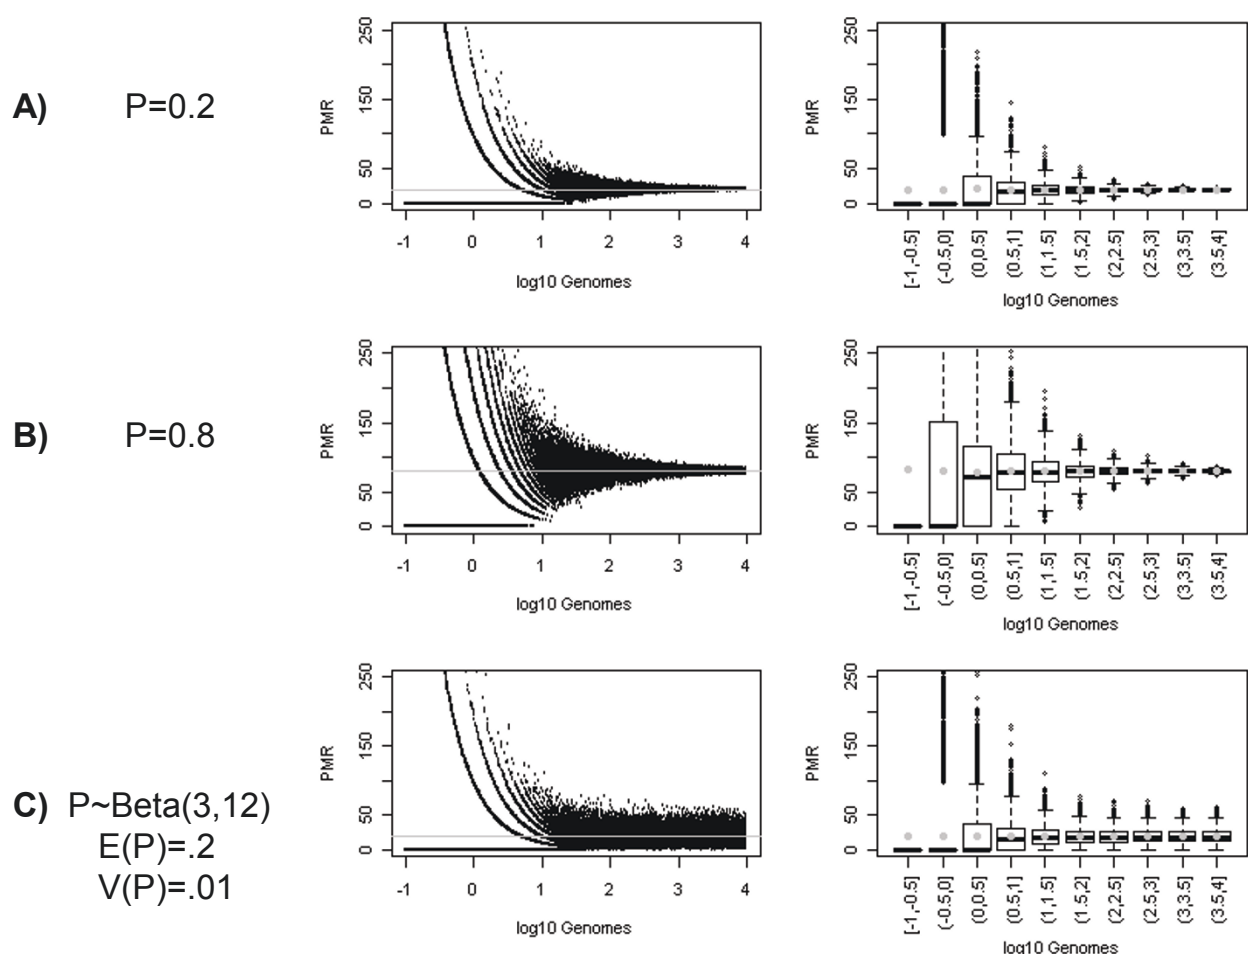 A) P=0.2
PMR
250
150
50
0
-1 0 1 2 3 4
log10 Genomes
PMR
250
150
50
0
[-1,-0.5] (-0.5,0] (0,0.5] (0.5,1] (1,1.5] (1.5,2] (2,2.5] (2.5,3] (3,3.5] (3.5,4]
log10 Genomes
B) P=0.8
PMR
250
150
50
0
-1 0 1 2 3 4
log10 Genomes
PMR
250
150
50
0
[-1,-0.5] (-0.5,0] (0,0.5] (0.5,1] (1,1.5] (1.5,2] (2,2.5] (2.5,3] (3,3.5] (3.5,4]
log10 Genomes
C) P~Beta(3,12)
E(P)=.2
V(P)=.01
PMR
250
150
50
0
-1 0 1 2 3 4
log10 Genomes
PMR
250
150
50
0
[-1,-0.5] (-0.5,0] (0,0.5] (0.5,1] (1,1.5] (1.5,2] (2,2.5] (2.5,3] (3,3.5] (3.5,4]
log10 Genomes